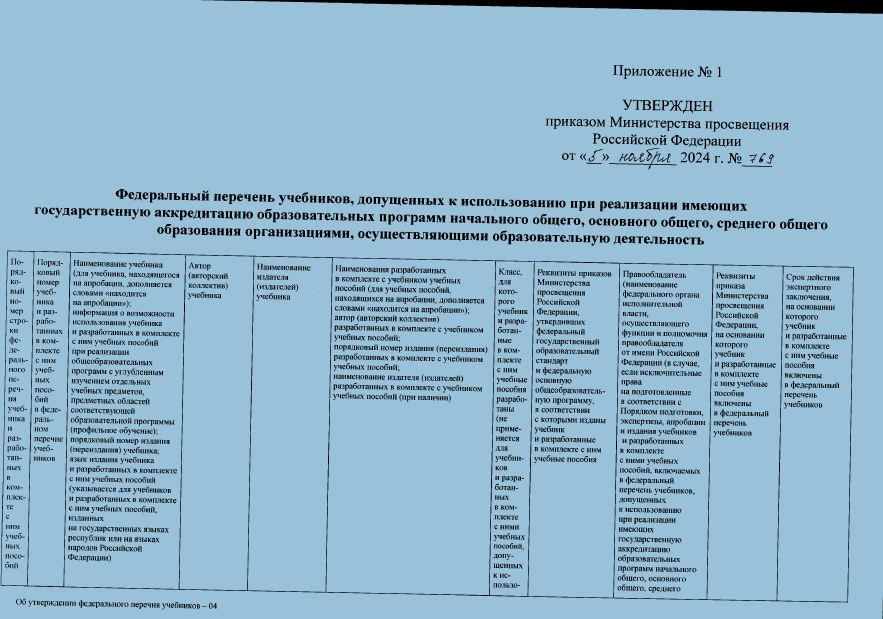 Приложение № 1
УТВЕРЖДЕН
приказом Министерства просвещения
Российской Федерации
от «5» ноября 2024 г. № 769
Федеральный перечень учебников, допущенных к использованию при реализации имеющих
государственную аккредитацию образовательных программ начального общего, основного общего, среднего общего
образования организациями, осуществляющими образовательную деятельность
По-
ряд-
ко-
вый
но-
мер
стро-
ки
фе-
де-
раль-
ного
пе-
реч-
ня
учеб-
ника
и
раз-
рабо-
тан-
ных
в
ком-
плек-
те
с
ним
учеб-
ных
посо-
бий
Поряд-
ковый
номер
учеб-
ника
и раз-
рабо-
танных
в ком-
плекте
с ним
учеб-
ных
посо-
бий
в феде-
раль-
ном
перечне
учеб-
ников
Наименование учебника
(для учебника, находящегося
на апробации, дополняется
словами «находится
на апробации»);
информация о возможности
использования учебника
и разработанных в комплекте
с ним учебных пособий
при реализации
общеобразовательных
программ с углубленным
изучением отдельных
учебных предметов,
предметных областей
соответствующей
образовательной программы
(профильное обучение);
порядковый номер издания
(переиздания) учебника;
язык издания учебника
и разработанных в комплекте
с ним учебных пособий
(указывается для учебников
и разработанных в комплекте
с ним учебных пособий,
изданных
на государственных языках
республик или на языках
народов Российской
Федерации)
Автор
(авторский
коллектив)
учебника
Наименование
издателя
(издателей)
учебника
Наименования разработанных
в комплекте с учебником учебных
пособий (для учебных пособий,
находящихся на апробации, дополняется
словами «находится на апробации»);
автор (авторский коллектив)
разработанных в комплекте с учебником
учебных пособий;
порядковый номер издания (переиздания)
разработанных в комплекте с учебником
учебных пособий;
наименование издателя (издателей)
разработанных в комплекте с учебником
учебных пособий (при наличии)
Класс,
для
кото-
рого
учебник
и разра-
ботан-
ные
в ком-
плекте
с ним
учебные
пособия
разрабо-
таны
(не
приме-
няется
для
учебни-
ков
и разра-
ботан-
ных
в ком-
плекте
с ними
учебных
пособий,
допу-
щенных
к ис-
пользо-
Реквизиты приказов
Министерства
просвещения
Российской
Федерации,
утвердивших
федеральный
государственный
образовательный
стандарт
и федеральную
основную
общеобразователь-
ную программу,
в соответствии
с которыми изданы
учебник
и разработанные
в комплекте с ним
учебные пособия
Правообладатель
(наименование
федерального органа
исполнительной
власти,
осуществляющего
функции и полномочия
правообладателя
от имени Российской
Федерации (в случае,
если исключительные
права
на подготовленные
в соответствии с
Порядком подготовки,
экспертизы, апробации
и издания учебников
и разработанных
в комплекте
с ними учебных
пособий, включаемых
в федеральный
перечень учебников,
допущенных
к использованию
при реализации
имеющих
государственную
аккредитацию
образовательных
программ начального
общего, основного
общего, среднего
Реквизиты
приказа
Министерства
просвещения
Российской
Федерации,
на основании
которого
учебник
и разработанные
в комплекте
с ним учебные
пособия
включены
в федеральный
перечень
учебников
Срок действия
экспертного
заключения,
на основании
которого
учебник
и разработанные
в комплекте
с ним учебные
пособия
включены
в федеральный
перечень
учебников
Об утверждении федерального перечня учебников – 04